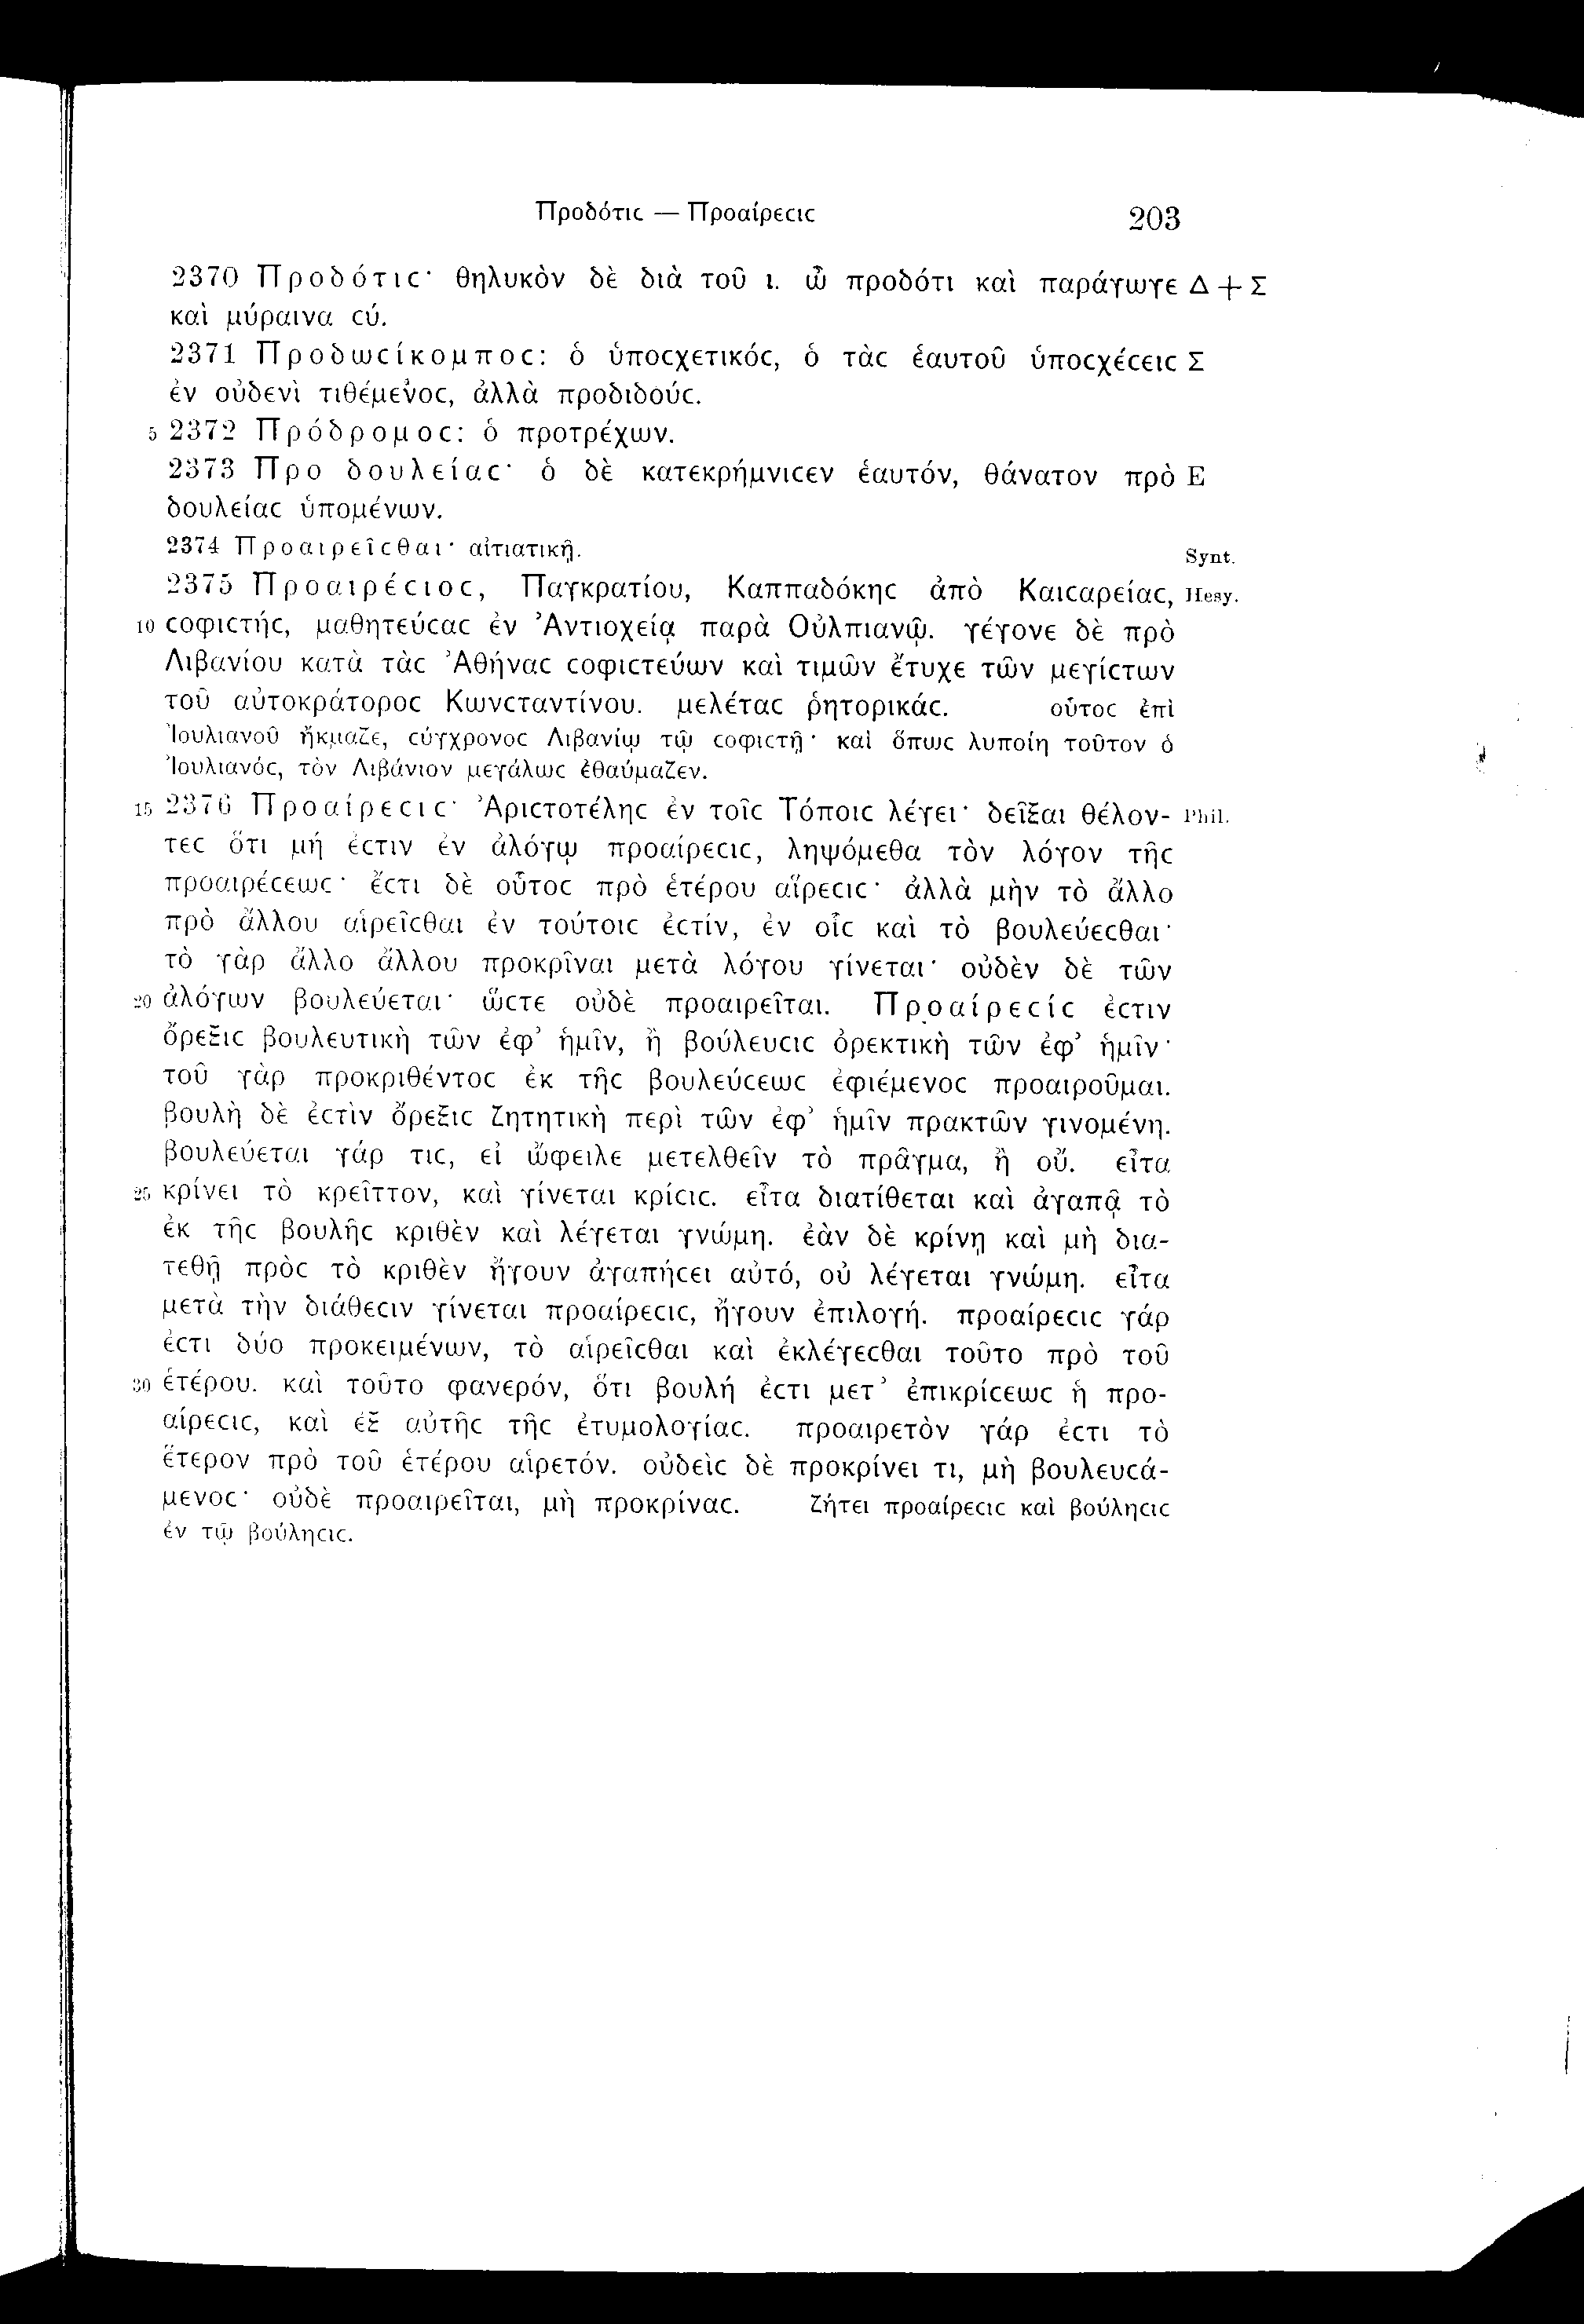 Προδότιϲ — Προαίρεϲιϲ 203
2370 Προδότιϲ· θηλυκὸν δὲ διὰ τοῦ ι. ὦ προδότι καὶ παράγωγε Δ + Σ
καὶ μύραινα ϲύ.
2371 Προδωϲίκομποϲ: ὁ ὑποϲχετικόϲ, ὁ τὰϲ ἑαυτοῦ ὑποϲχέϲειϲ Σ
ἐν οὐδενὶ τιθέμενοϲ, ἀλλὰ προδιδούϲ.
5 2372 Πρόδρομοϲ: ὁ προτρέχων.
2373 Προ δουλείαϲ· ὁ δὲ κατεκρήμνιϲεν ἑαυτόν, θάνατον πρὸ Ε
δουλείαϲ ὑπομένων.
2374 Προαιρεῖϲθαι· αἰτιατικῇ. Synt.
2375 Προαιρέϲιοϲ, Παγκρατίου, Καππαδόκηϲ ἀπὸ Καιϲαρείαϲ, Hesy.
10 ϲοφιϲτήϲ, μαθητεύϲαϲ ἐν Ἀντιοχείᾳ παρὰ Οὐλπιανῷ. γέγονε δὲ πρὸ
Λιβανίου κατὰ τὰϲ Ἀθήναϲ ϲοφιϲτεύων καὶ τιμῶν ἔτυχε τῶν μεγίϲτων
τοῦ αὐτοκράτοροϲ Κωνϲταντίνου. μελέταϲ ῥητορικάϲ. οὗτοϲ ἐπὶ
Ἰουλιανοῦ ἤκμαζε, ϲύγχρονοϲ Λιβανίῳ τῷ ϲοφιϲτῇ· καὶ ὅπωϲ λυποίη τοῦτον ὁ
Ἰουλιανόϲ, τὸν Λιβάνιον μεγάλωϲ ἐθαύμαζεν.
15 2376 Προαίρεϲιϲ· Ἀριϲτοτέληϲ ἐν τοῖϲ Τόποιϲ λέγει· δεῖξαι θέλον- Phil.
τεϲ ὅτι μή ἐϲτιν ἐν ἀλόγῳ προαίρεϲιϲ, ληψόμεθα τὸν λόγον τῆϲ
προαιρέϲεωϲ· ἔϲτι δὲ οὗτοϲ πρὸ ἑτέρου αἵρεϲιϲ· ἀλλὰ μὴν τὸ ἄλλο
πρὸ ἄλλου αἱρεῖϲθαι ἐν τούτοιϲ ἐϲτίν, ἐν οἷϲ καὶ τὸ βουλεύεϲθαι·
τὸ γὰρ ἄλλο ἄλλου προκρῖναι μετὰ λόγου γίνεται· οὐδὲν δὲ τῶν
20 ἀλόγων βουλεύεται· ὥϲτε οὐδὲ προαιρεῖται. Προαίρεϲίϲ ἐϲτιν
ὄρεξιϲ βουλευτικὴ τῶν ἐφ’ ἡμῖν, ἢ βούλευϲιϲ ὀρεκτικὴ τῶν ἐφ’ ἡμῖν·
τοῦ γὰρ προκριθέντοϲ ἐκ τῆϲ βουλεύϲεωϲ ἐφιέμενοϲ προαιροῦμαι.
βουλὴ δὲ ἐϲτὶν ὄρεξιϲ ζητητικὴ περὶ τῶν ἐφ’ ἡμῖν πρακτῶν γινομένη.
βουλεύεται γάρ τιϲ, εἰ ὤφειλε μετελθεῖν τὸ πρᾶγμα, ἢ οὔ. εἶτα
25 κρίνει τὸ κρεῖττον, καὶ γίνεται κρίϲιϲ. εἶτα διατίθεται καὶ ἀγαπᾷ τὸ
ἐκ τῆϲ βουλῆϲ κριθὲν καὶ λέγεται γνώμη. ἐὰν δὲ κρίνῃ καὶ μὴ δια-
τεθῇ πρὸϲ τὸ κριθὲν ἤγουν ἀγαπήϲει αὐτό, οὐ λέγεται γνώμη. εἶτα
μετὰ τὴν διάθεϲιν γίνεται προαίρεϲιϲ, ἤγουν ἐπιλογή. προαίρεϲιϲ γάρ
ἐϲτι δύο προκειμένων, τὸ αἱρεῖϲθαι καὶ ἐκλέγεϲθαι τοῦτο πρὸ τοῦ
30 ἑτέρου. καὶ τοῦτο φανερόν, ὅτι βουλή ἐϲτι μετ’ ἐπικρίϲεωϲ ἡ προ-
αίρεϲιϲ, καὶ ἐξ αὐτῆϲ τῆϲ ἐτυμολογίαϲ. προαιρετὸν γάρ ἐϲτι τὸ
ἕτερον πρὸ τοῦ ἑτέρου αἱρετόν. οὐδεὶϲ δὲ προκρίνει τι, μὴ βουλευϲά-
μενοϲ· οὐδὲ προαιρεῖται, μὴ προκρίναϲ. ζήτει προαίρεϲιϲ καὶ βούληϲιϲ
ἐν τῷ βούληϲιϲ.